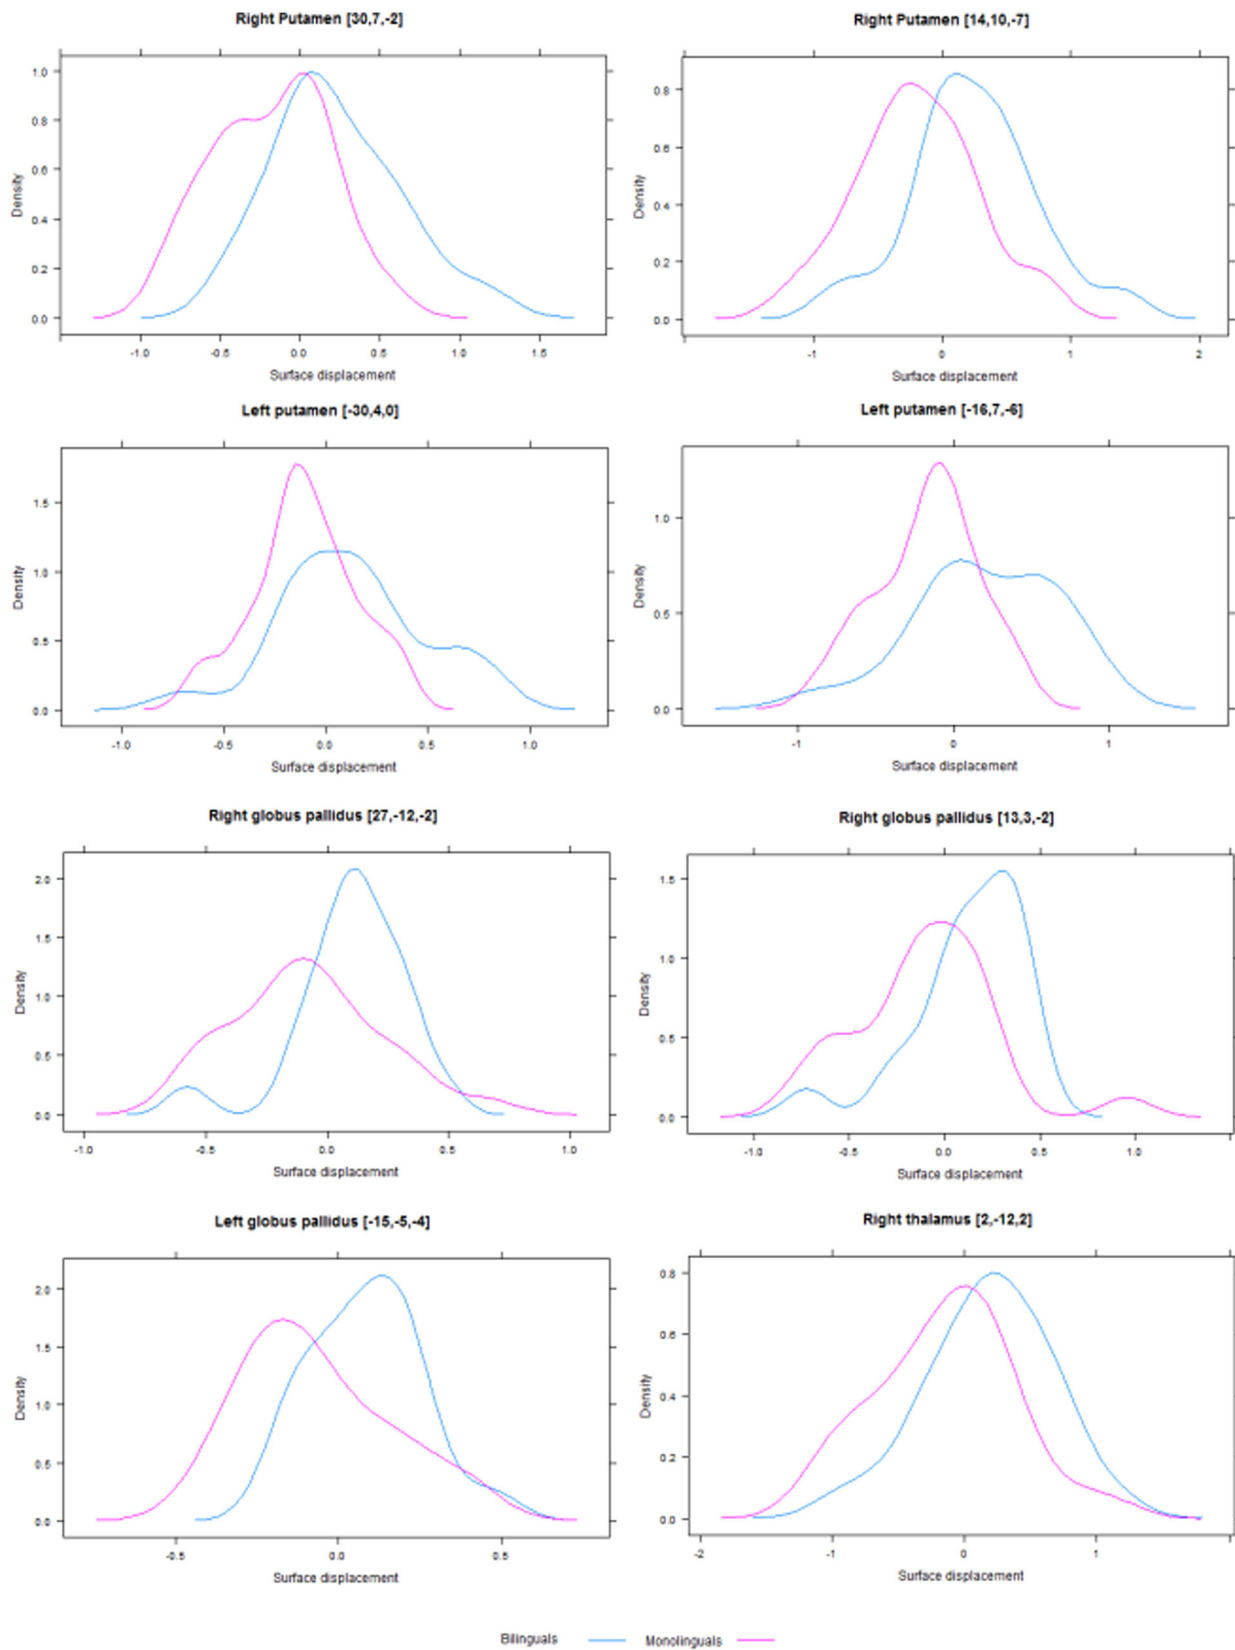 Right Putamen [30,7,-2]
1.0
0.8
0.6
0.4
0.2
0.0
Density
-1.0 -0.5 0.0 0.5 1.0 1.5
Surface displacement
Right Putamen [14,10,-7]
0.8
0.6
0.4
0.2
0.0
Density
-1 0 1 2
Surface displacement
Left putamen [-30,4,0]
1.5
1.0
0.5
0.0
Density
-1.0 -0.5 0.0 0.5 1.0
Surface displacement
Left putamen [-16,7,-6]
1.0
0.5
0.0
Density
-1 0 1
Surface displacement
Right globus pallidus [27,-12,-2]
2.0
1.5
1.0
0.5
0.0
Density
-1.0 -0.5 0.0 0.5 1.0
Surface displacement
Right globus pallidus [13,3,-2]
1.5
1.0
0.5
0.0
Density
-1.0 -0.5 0.0 0.5 1.0
Surface displacement
Left globus pallidus [-15,-5,-4]
2.0
1.5
1.0
0.5
0.0
Density
-0.5 0.0 0.5
Surface displacement
Right thalamus [2,-12,2]
0.8
0.6
0.4
0.2
0.0
Density
-2 -1 0 1
Surface displacement
Bilinguals Monolinguals